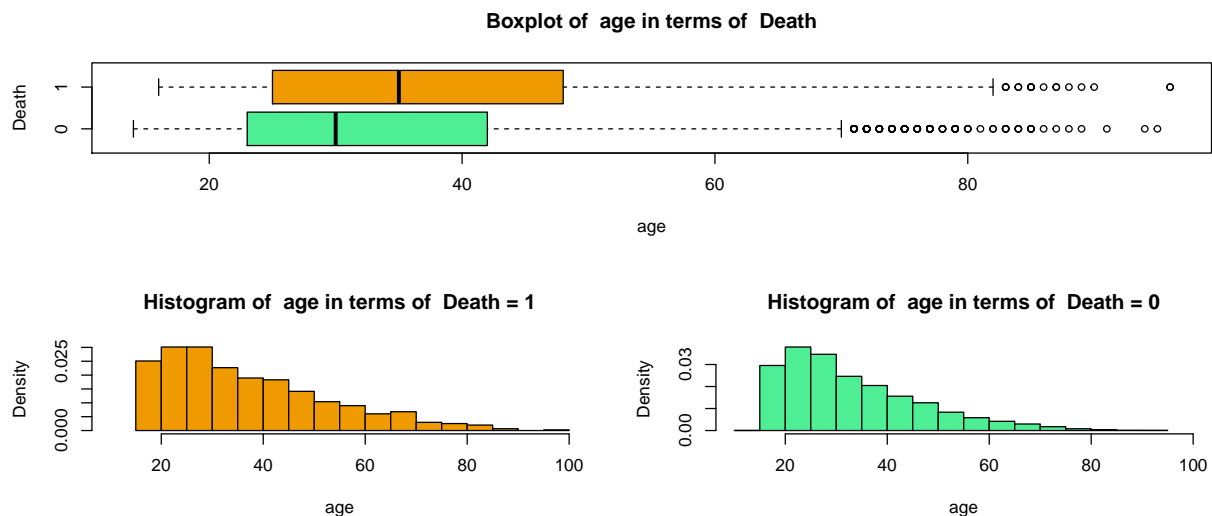 Boxplot of age in terms of Death
Death
1
0
20 40 60 80
age
Histogram of age in terms of Death = 1
Density
0.025
0.000
20 40 60 80 100
age
Histogram of age in terms of Death = 0
Density
0.03
0.00
20 40 60 80 100
age